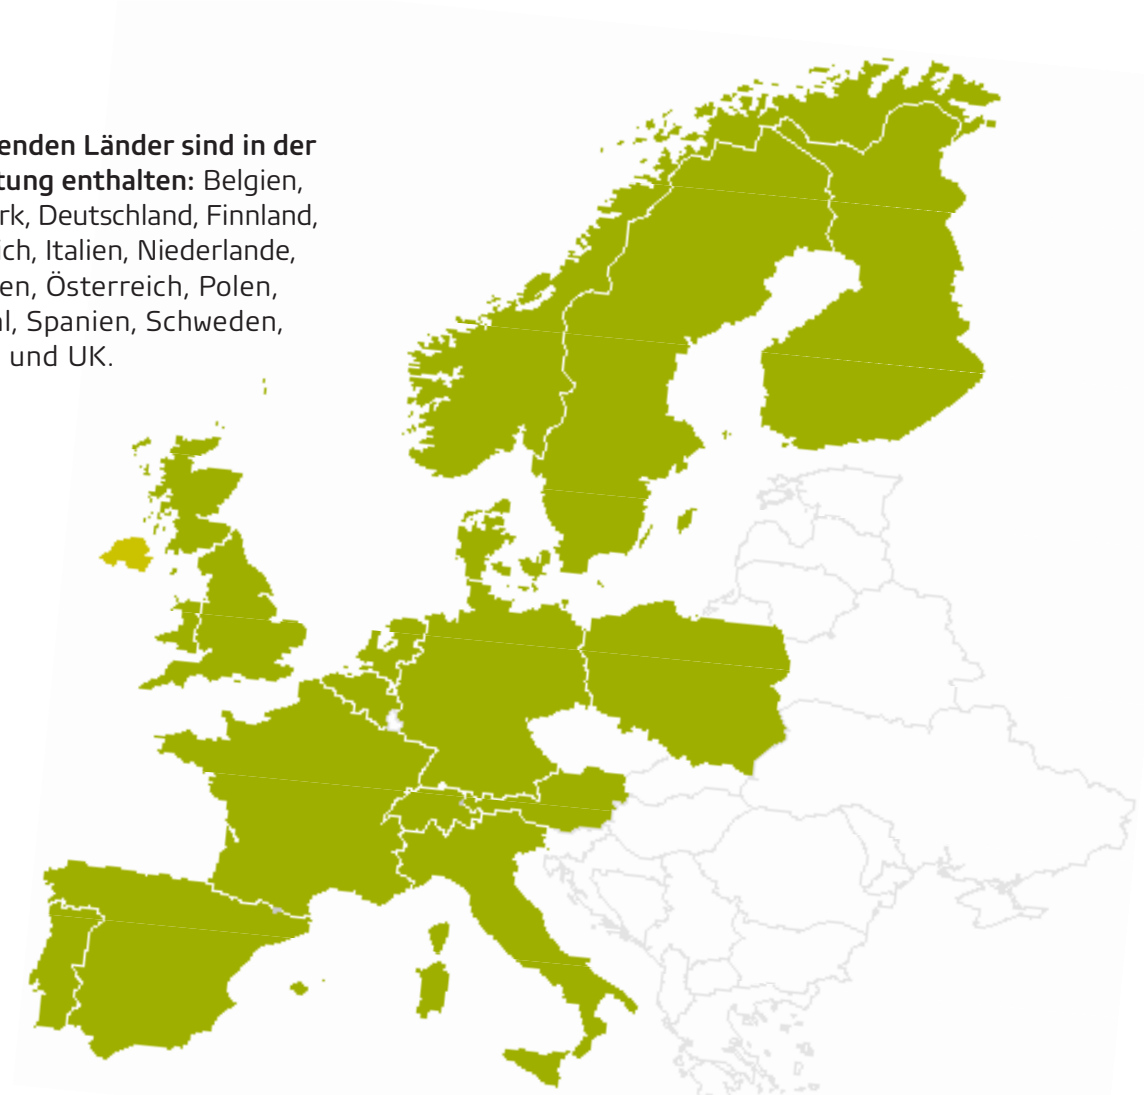 enden Länder sind in der
tung enthalten: Belgien,
rk, Deutschland, Finnland,
ich, Italien, Niederlande,
en, Österreich, Polen,
l, Spanien, Schweden,
und UK.